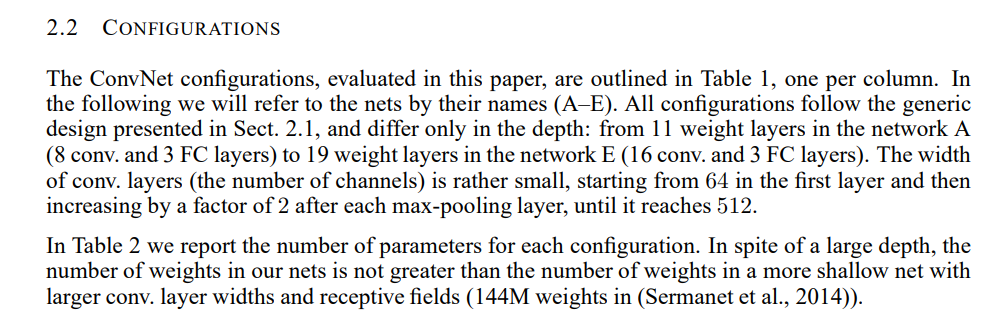 2.2 CONFIGURATIONS
The ConvNet configurations, evaluated in this paper, are outlined in Table 1, one per column. In
the following we will refer to the nets by their names (A–E). All configurations follow the generic
design presented in Sect. 2.1, and differ only in the depth: from 11 weight layers in the network A
(8 conv. and 3 FC layers) to 19 weight layers in the network E (16 conv. and 3 FC layers). The width
of conv. layers (the number of channels) is rather small, starting from 64 in the first layer and then
increasing by a factor of 2 after each max-pooling layer, until it reaches 512.
In Table 2 we report the number of parameters for each configuration. In spite of a large depth, the
number of weights in our nets is not greater than the number of weights in a more shallow net with
larger conv. layer widths and receptive fields (144M weights in (Sermanet et al., 2014)).